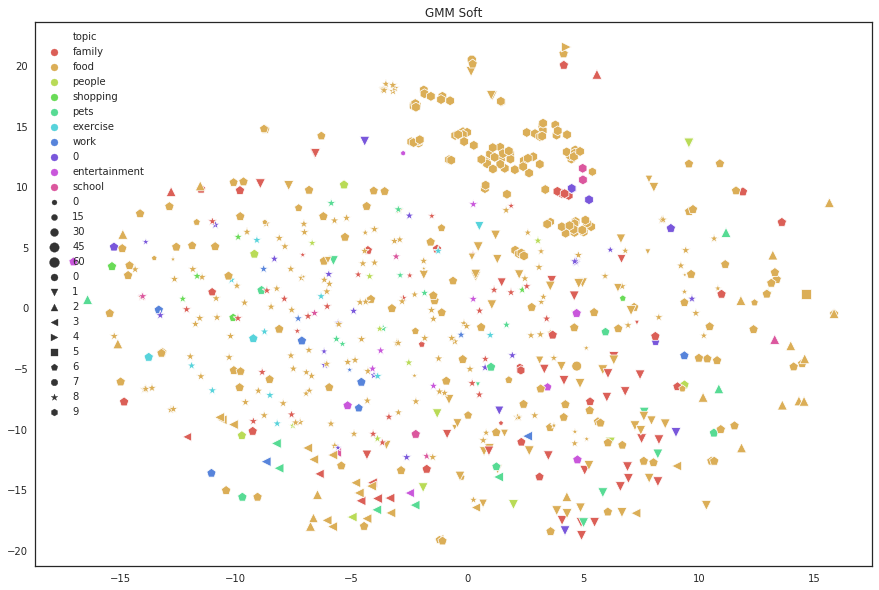 GMM Soft
topic
family
food
people
shopping
pets
exercise
work
0
entertainment
school
0
15
30
45
60
0
1
2
3
4
5
6
7
8
9
20
15
10
5
0
−5
−10
−15
−20
−15
−10
−5
0
5
10
15